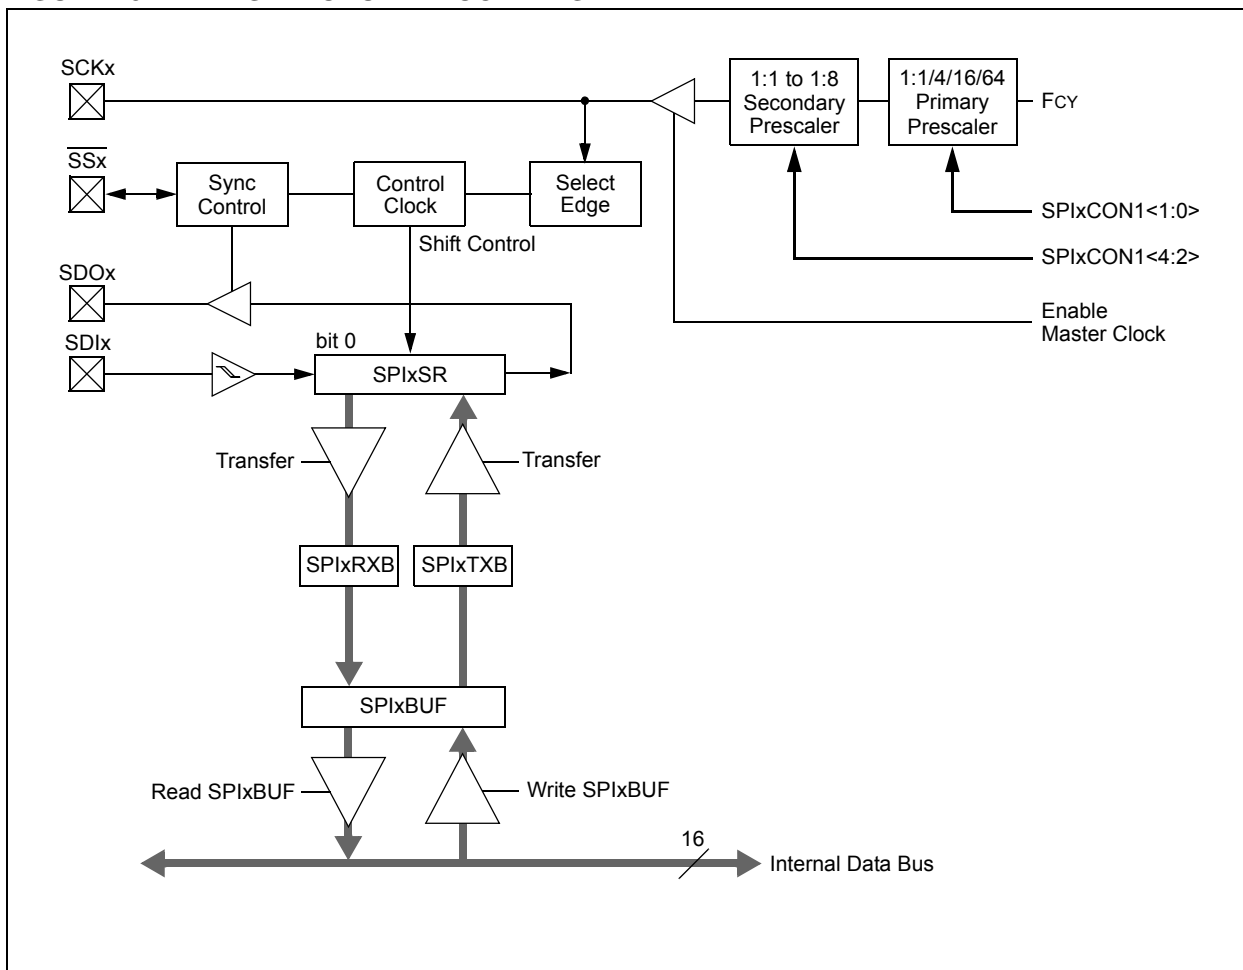 SCKx
1:1 to 1:8
Secondary
Prescaler
1:1/4/16/64
Primary
Prescaler
FCY
SSx
Sync
Control
Control
Clock
Select
Edge
SPIxCON1<1:0>
Shift Control
SPIxCON1<4:2>
SDOx
Enable
Master Clock
SDIx
bit 0
SPIxSR
Transfer
Transfer
SPIxRXB
SPIxTXB
SPIxBUF
Read SPIxBUF
Write SPIxBUF
16
Internal Data Bus